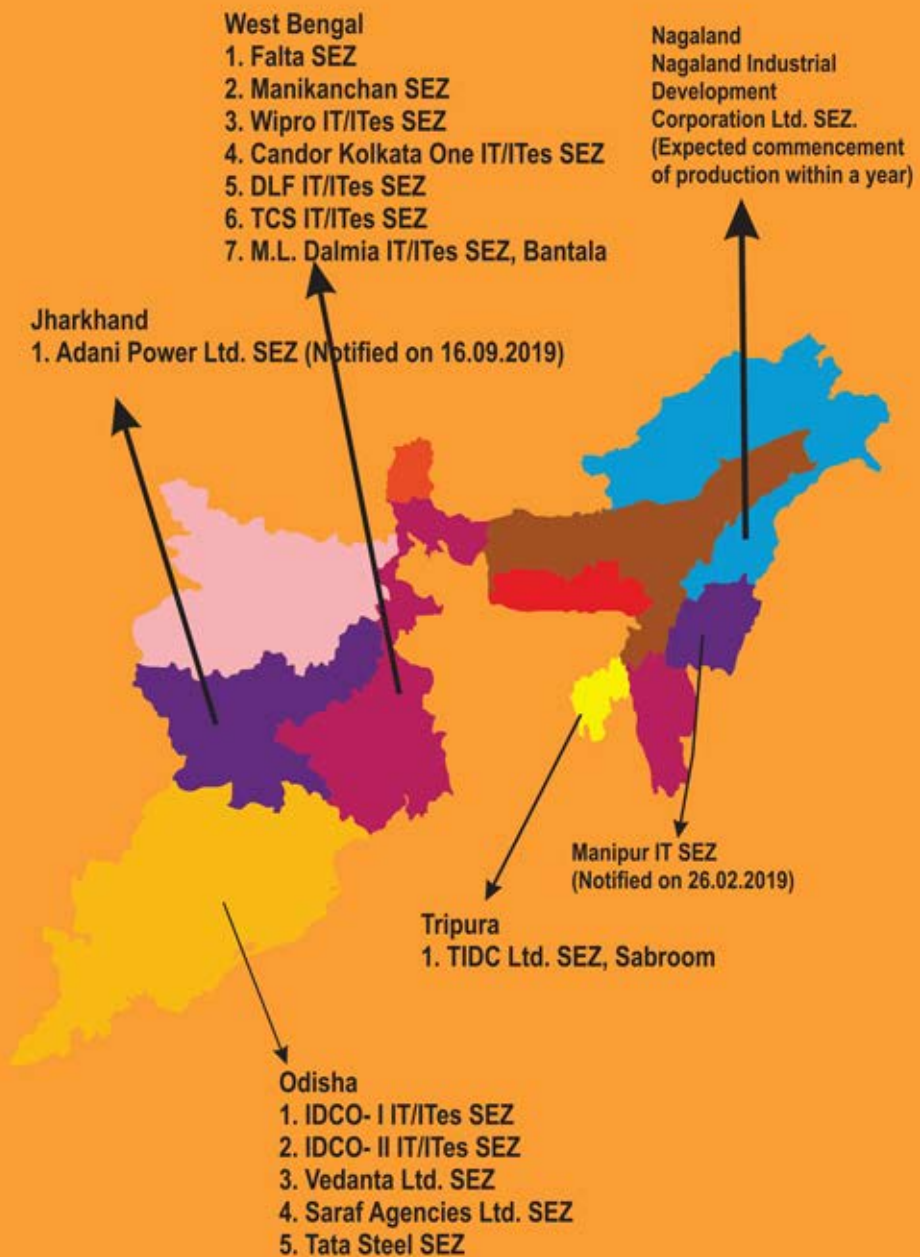 West Bengal
1. Falta SEZ
2. Manikanchan SEZ
3. Wipro IT/ITes SEZ
4. Candor Kolkata One IT/ITes SEZ
5. DLF IT/ITes SEZ
6. TCS IT/ITes SEZ
7. M.L. Dalmia IT/ITes SEZ, Bantala
Nagaland
Nagaland Industrial
Development
Corporation Ltd. SEZ.
(Expected commencement
of production within a year)
Jharkhand
1. Adani Power Ltd. SEZ (Notified on 16.09.2019)
Manipur IT SEZ
(Notified on 26.02.2019)
Tripura
1. TIDC Ltd. SEZ, Sabroom
Odisha
1. IDCO- I IT/ITes SEZ
2. IDCO- II IT/ITes SEZ
3. Vedanta Ltd. SEZ
4. Saraf Agencies Ltd. SEZ
5. Tata Steel SEZ